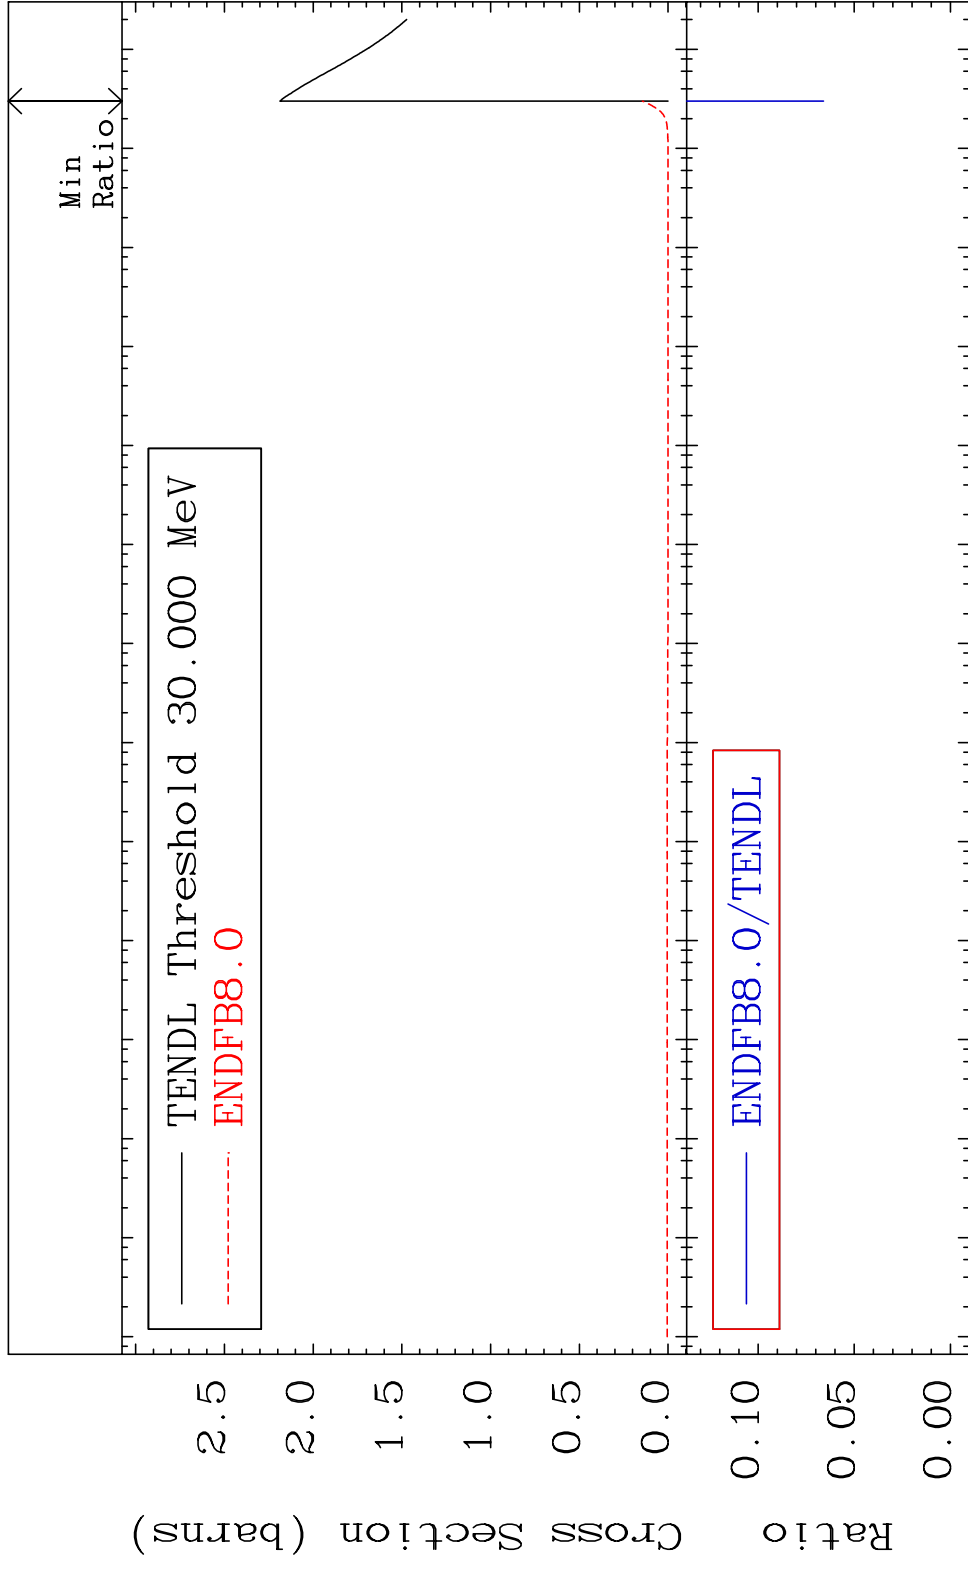 Min
Ratio
TENDL Threshold 30.000 MeV
ENDFB8.0
2.5
2.0
1.5
1.0
0.5
0.0
Cross Section (barns)
ENDFB8.0/TENDL
0.10
0.05
0.00
Ratio